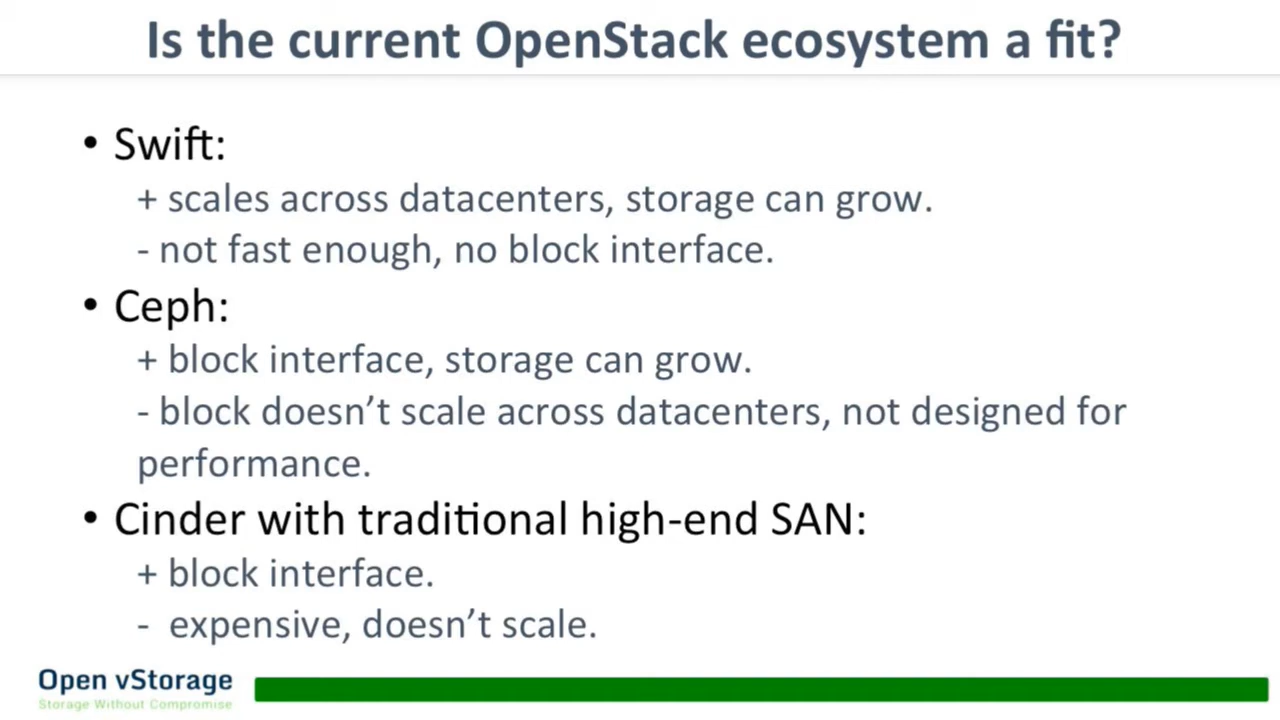 Is the current OpenStack ecosystem a fit?
• Swift:
+ scales across datacenters, storage can grow.
- not fast enough, no block interface.
• Ceph:
+ block interface, storage can grow.
- block doesn’t scale across datacenters, not designed for
performance.
• Cinder with traditional high-end SAN:
+ block interface.
- expensive, doesn’t scale.
Open vStorage
Storage Without Compromise